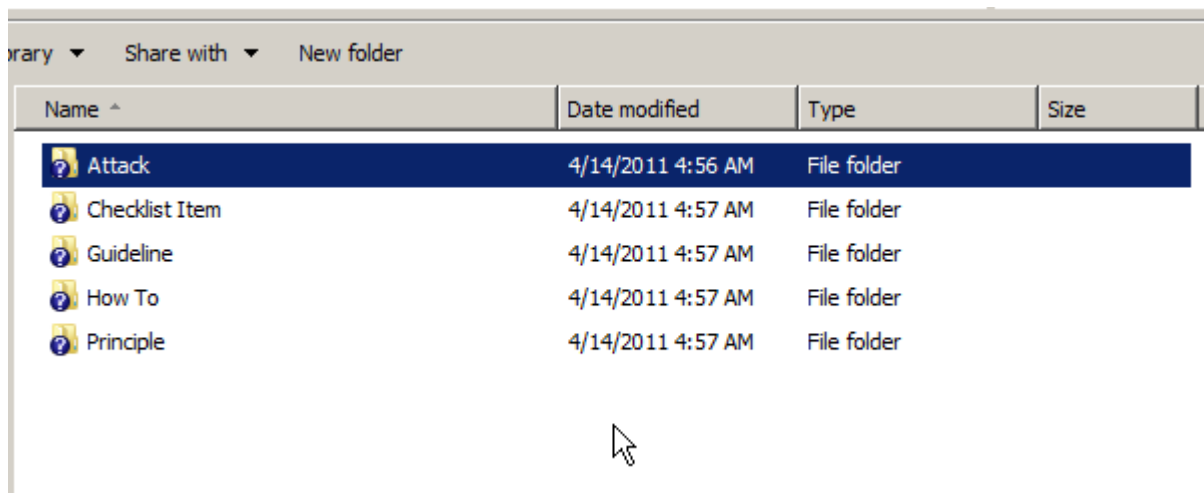 Share with New folder
Name Date modified Type Size
Attack 4/14/2011 4:56 AM File folder
Checklist Item 4/14/2011 4:57 AM File folder
Guideline 4/14/2011 4:57 AM File folder
How To 4/14/2011 4:57 AM File folder
Principle 4/14/2011 4:57 AM File folder